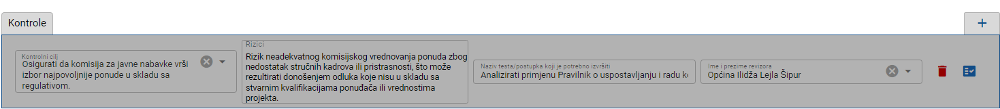 Kontrole
+
Kontrolni cilj
Osigurati da komisija za javne nabavke vrši
izbor najpovoljnije ponude u skladu sa
regulativom.
Rizici
Rizik neadekvatnog komisijskog vrednovanja ponuda zbog
nedostatak stručnih kadrova ili pristrasnosti, što može
rezultirati donošenjem odluka koje nisu u skladu sa
stvarnim kvalifikacijama ponuđača ili vrednostima
projekta.
Naziv testa/postupka koji je potrebno izvršiti
Analizirati primjenu Pravilnik o uspostavljanju i radu
Ime i prezime revizora
Općina Ilidža Lejla Šipur